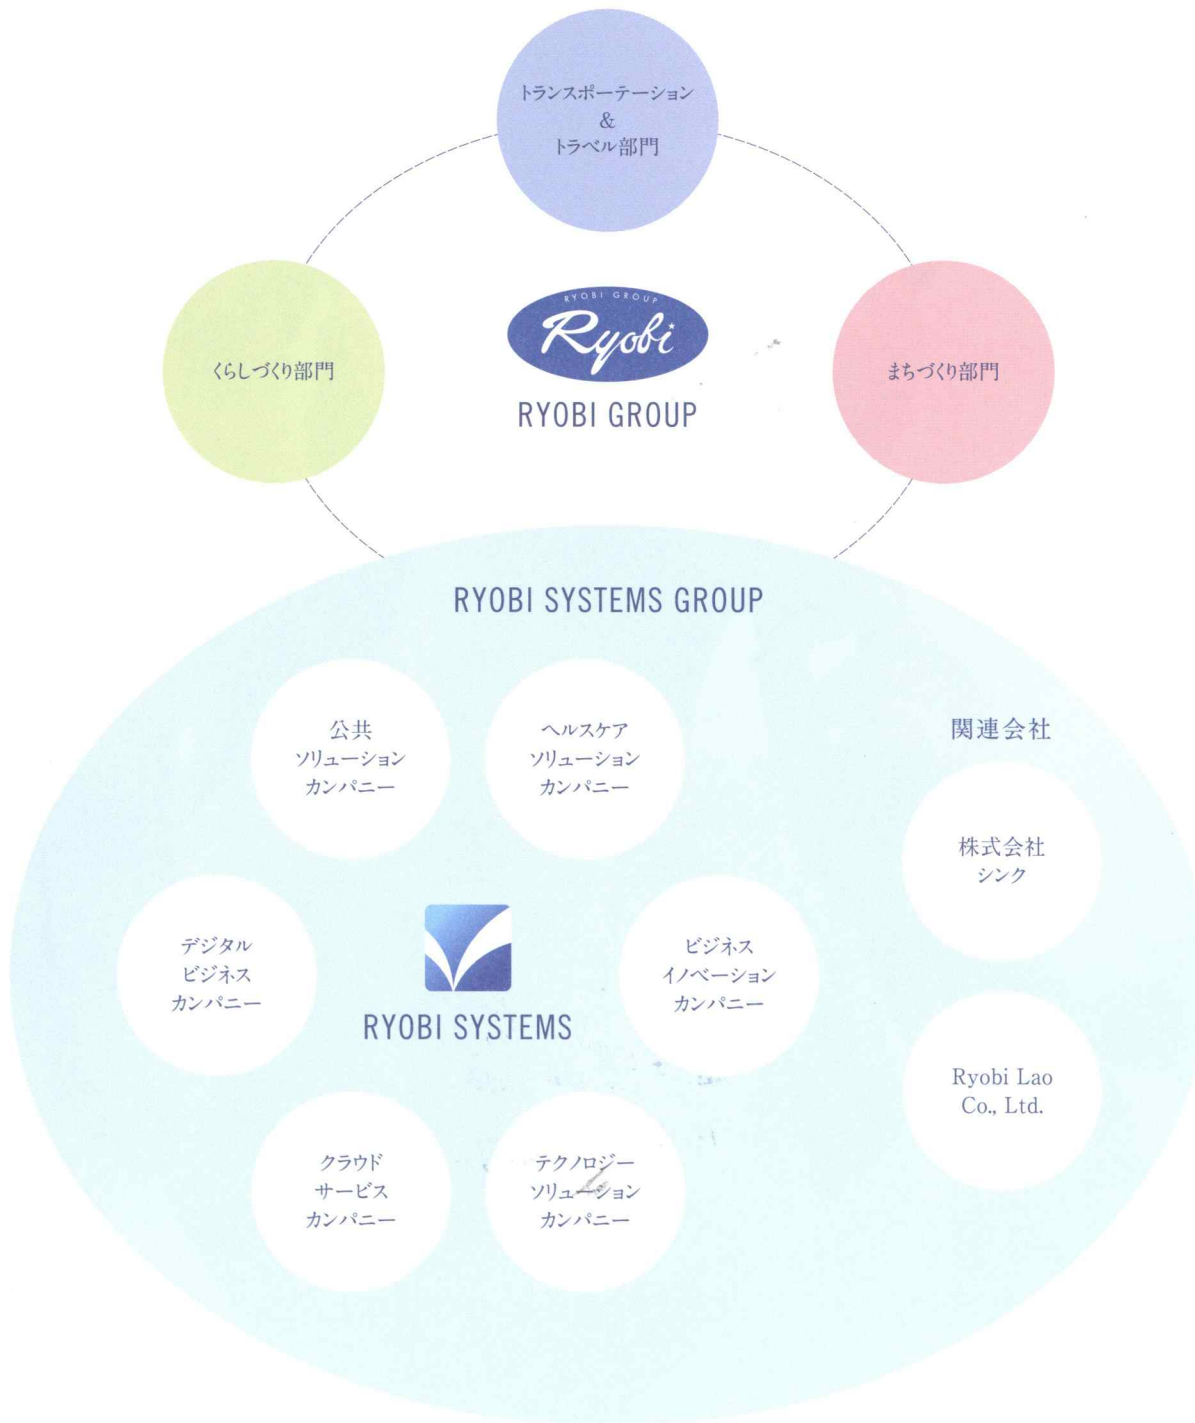 トランスポーテーション
&
トラベル部門
くらしづくり部門
RYOBI GROUP
Ryobi
RYOBI GROUP
まちづくり部門
RYOBI SYSTEMS GROUP
公共
ソリューション
カンパニー
ヘルスケア
ソリューション
カンパニー
関連会社
株式会社
シンク
デジタル
ビジネス
カンパニー
RYOBI SYSTEMS
ビジネス
イノベーション
カンパニー
Ryobi Lao
Co., Ltd.
クラウド
サービス
カンパニー
テクノロジー
ソリューション
カンパニー